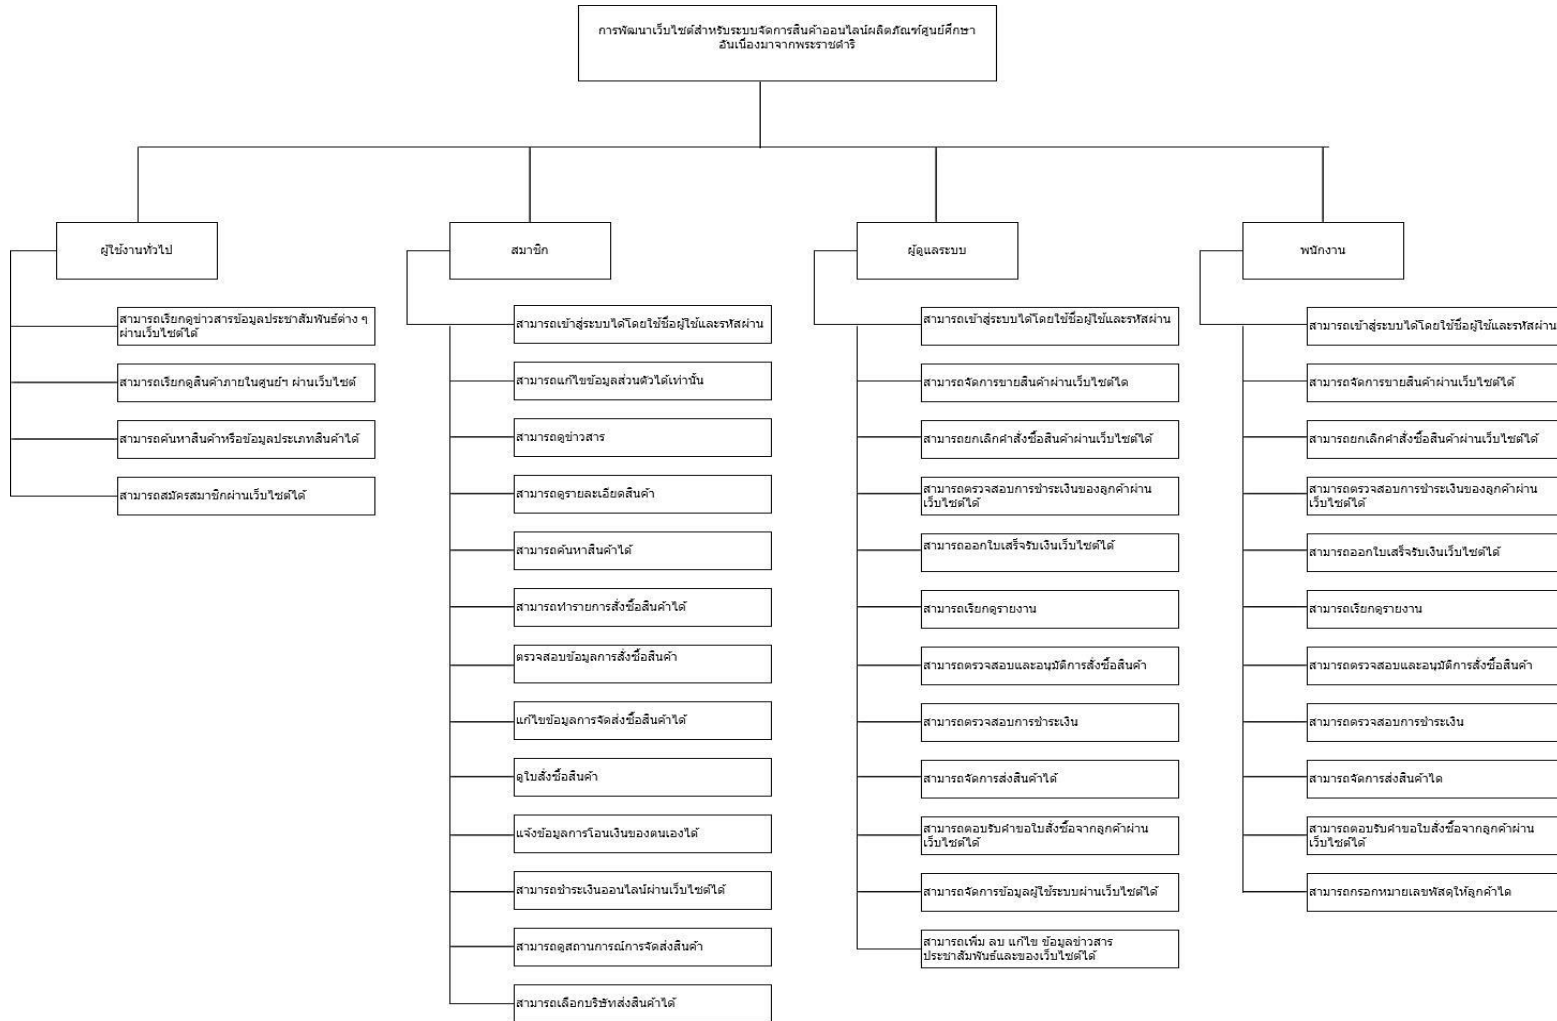 การพัฒนาเว็บไซต์สำหรับระบบจัดการสินค้าออนไลน์ผลิตภัณฑ์ศูนย์ศึกษา
อันเนื่องมาจากพระราชดำริ
ผู้ใช้งานทั่วไป
สามารถเรียกดูข่าวสารข้อมูลประชาสัมพันธ์ต่าง ๆ
ผ่านเว็บไซต์ได้
สามารถเรียกดูสินค้าภายในศูนย์ฯ ผ่านเว็บไซต์
สามารถค้นหาสินค้าหรือข้อมูลประเภทสินค้าได้
สามารถสมัครสมาชิกผ่านเว็บไซต์ได้
สมาชิก
สามารถเข้าสู่ระบบได้โดยใช้ชื่อผู้ใช้และรหัสผ่าน
สามารถแก้ไขข้อมูลส่วนตัวได้เท่านั้น
สามารถดูข่าวสาร
สามารถดูรายละเอียดสินค้า
สามารถค้นหาสินค้าได้
สามารถทำรายการสั่งซื้อสินค้าได้
ตรวจสอบข้อมูลการสั่งซื้อสินค้า
แก้ไขข้อมูลการจัดส่งซื้อสินค้าได้
ดูใบสั่งซื้อสินค้า
แจ้งข้อมูลการโอนเงินของตนเองได้
สามารถชำระเงินออนไลน์ผ่านเว็บไซต์ได้
สามารถดูสถานการณ์การจัดส่งสินค้า
สามารถเลือกบริษัทส่งสินค้าได้
ผู้ดูแลระบบ
สามารถเข้าสู่ระบบได้โดยใช้ชื่อผู้ใช้และรหัสผ่าน
สามารถจัดการขายสินค้าผ่านเว็บไซต์ได
สามารถยกเลิกคำสั่งซื้อสินค้าผ่านเว็บไซต์ได้
สามารถตรวจสอบการชำระเงินของลูกค้าผ่าน
เว็บไซต์ได้
สามารถออกใบเสร็จรับเงินเว็บไซต์ได้
สามารถเรียกดูรายงาน
สามารถตรวจสอบและอนุมัติการสั่งซื้อสินค้า
สามารถตรวจสอบการชำระเงิน
สามารถจัดการส่งสินค้าได้
สามารถตอบรับคำขอใบสั่งซื้อจากลูกค้าผ่าน
เว็บไซต์ได้
สามารถจัดการข้อมูลผู้ใช้ระบบผ่านเว็บไซต์ได้
สามารถเพิ่ม ลบ แก้ไข ข้อมูลข่าวสาร
ประชาสัมพันธ์และของเว็บไซต์ได้
พนักงาน
สามารถเข้าสู่ระบบได้โดยใช้ชื่อผู้ใช้และรหัสผ่าน
สามารถจัดการขายสินค้าผ่านเว็บไซต์ได้
สามารถยกเลิกคำสั่งซื้อสินค้าผ่านเว็บไซต์ได้
สามารถตรวจสอบการชำระเงินของลูกค้าผ่าน
เว็บไซต์ได้
สามารถออกใบเสร็จรับเงินเว็บไซต์ได้
สามารถเรียกดูรายงาน
สามารถตรวจสอบและอนุมัติการสั่งซื้อสินค้า
สามารถตรวจสอบการชำระเงิน
สามารถจัดการส่งสินค้าได
สามารถตอบรับคำขอใบสั่งซื้อจากลูกค้าผ่าน
เว็บไซต์ได้
สามารถกรอกหมายเลขพัสดุให้ลูกค้าได